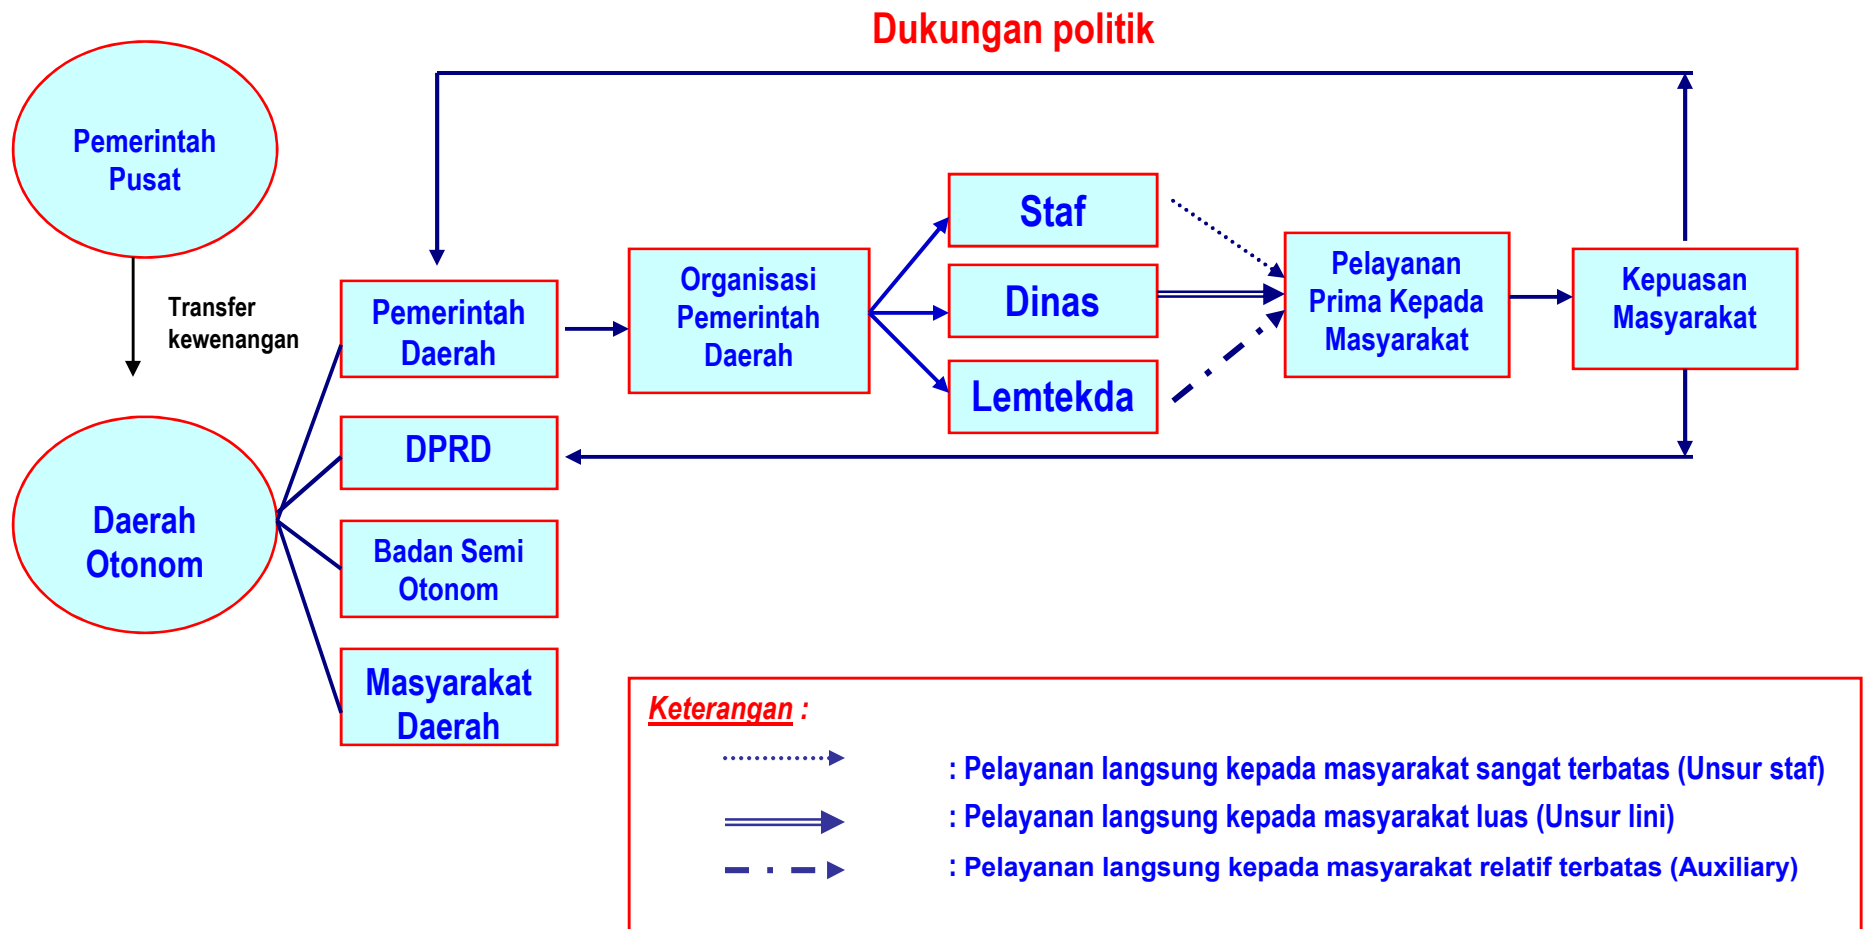 Dukungan politik
Pemerintah
Pusat
Transfer
kewenangan
Daerah
Otonom
Pemerintah
Daerah
DPRD
Badan Semi
Otonom
Masyarakat
Daerah
Organisasi
Pemerintah
Daerah
Staf
Dinas
Lemtekda
Pelayanan
Prima Kepada
Masyarakat
Kepuasan
Masyarakat
Keterangan :
: Pelayanan langsung kepada masyarakat sangat terbatas (Unsur staf)
: Pelayanan langsung kepada masyarakat luas (Unsur lini)
: Pelayanan langsung kepada masyarakat relatif terbatas (Auxiliary)